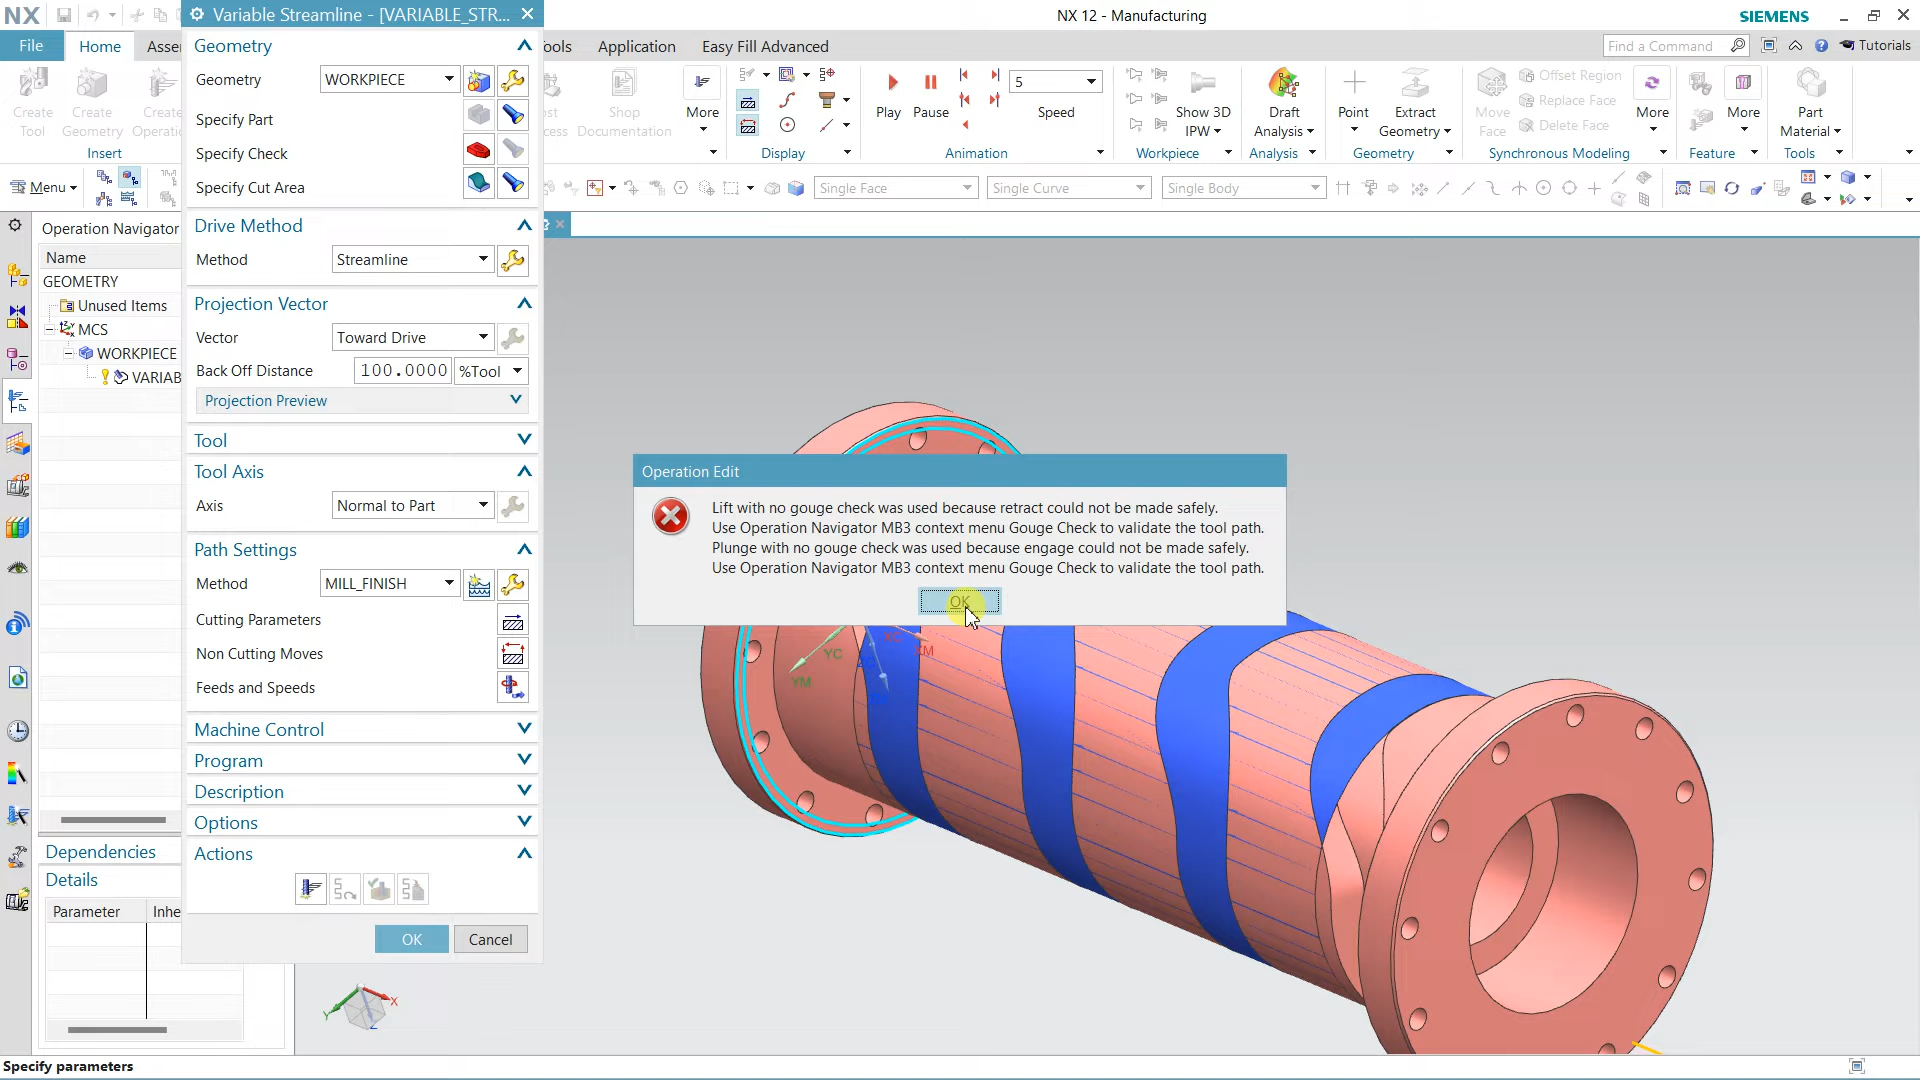 NX
Variable Streamline - [VARIABLE_STR...
NX 12 - Manufacturing
SIEMENS
File
Home
Asse
ools
Application
Easy Fill Advanced
Find a Command
Tutorials
Create
Tool
Create
Geometry
Create
Operatio
Insert
Shop
Documentation
More
Display
Play
Pause
5
Speed
Animation
Show 3D
IPW
Workpiece
Draft
Analysis
Analysis
Point
Extract
Geometry
Geometry
Move
Face
Offset Region
Replace Face
Delete Face
More
Synchronous Modeling
More
Feature
Part
Material
Tools
Menu
Single Face
Single Curve
Single Body
Operation Navigator
Name
GEOMETRY
Unused Items
MCS
WORKPIECE
VARIAB
Dependencies
Details
Parameter
Inhe
Geometry
Geometry
WORKPIECE
Specify Part
Specify Check
Specify Cut Area
Drive Method
Method
Streamline
Projection Vector
Vector
Toward Drive
Back Off Distance
100.0000
%Tool
Projection Preview
Tool
Tool Axis
Axis
Normal to Part
Path Settings
Method
MILL_FINISH
Cutting Parameters
Non Cutting Moves
Feeds and Speeds
Machine Control
Program
Description
Options
Actions
OK
Cancel
Operation Edit
Lift with no gouge check was used because retract could not be made safely.
Use Operation Navigator MB3 context menu Gouge Check to validate the tool path.
Plunge with no gouge check was used because engage could not be made safely.
Use Operation Navigator MB3 context menu Gouge Check to validate the tool path.
OK
YC
XC
XM
YM
X
Y
Z
Specify parameters